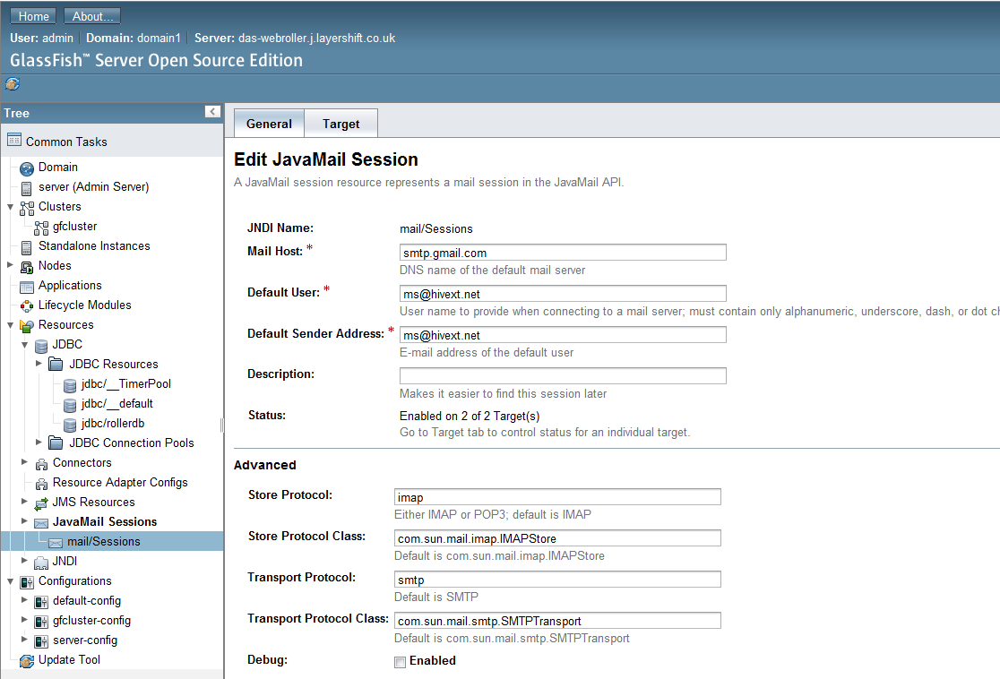 Home About...
User: admin Domain: domain1 Server: das-webroller.j.layershift.co.uk
GlassFish™ Server Open Source Edition
Tree
Common Tasks
Domain
server (Admin Server)
Clusters
gfcluster
Standalone Instances
Nodes
Applications
Lifecycle Modules
Resources
JDBC
JDBC Resources
jdbc/__TimerPool
jdbc/__default
jdbc/rollerdb
JDBC Connection Pools
Connectors
Resource Adapter Configs
JMS Resources
JavaMail Sessions
mail/Sessions
JNDI
Configurations
default-config
gfcluster-config
server-config
Update Tool
General Target
Edit JavaMail Session
A JavaMail session resource represents a mail session in the JavaMail API.
JNDI Name: mail/Sessions
Mail Host: * smtp.gmail.com
DNS name of the default mail server
Default User: * ms@hivext.net
User name to provide when connecting to a mail server; must contain only alphanumeric, underscore, dash, or dot ch
Default Sender Address: * ms@hivext.net
E-mail address of the default user
Description:
Makes it easier to find this session later
Status: Enabled on 2 of 2 Target(s)
Go to Target tab to control status for an individual target.
Advanced
Store Protocol: imap
Either IMAP or POP3; default is IMAP
Store Protocol Class: com.sun.mail.imap.IMAPStore
Default is com.sun.mail.imap.IMAPStore
Transport Protocol: smtp
Default is SMTP
Transport Protocol Class: com.sun.mail.smtp.SMTPTransport
Default is com.sun.mail.smtp.SMTPTransport
Debug: Enabled